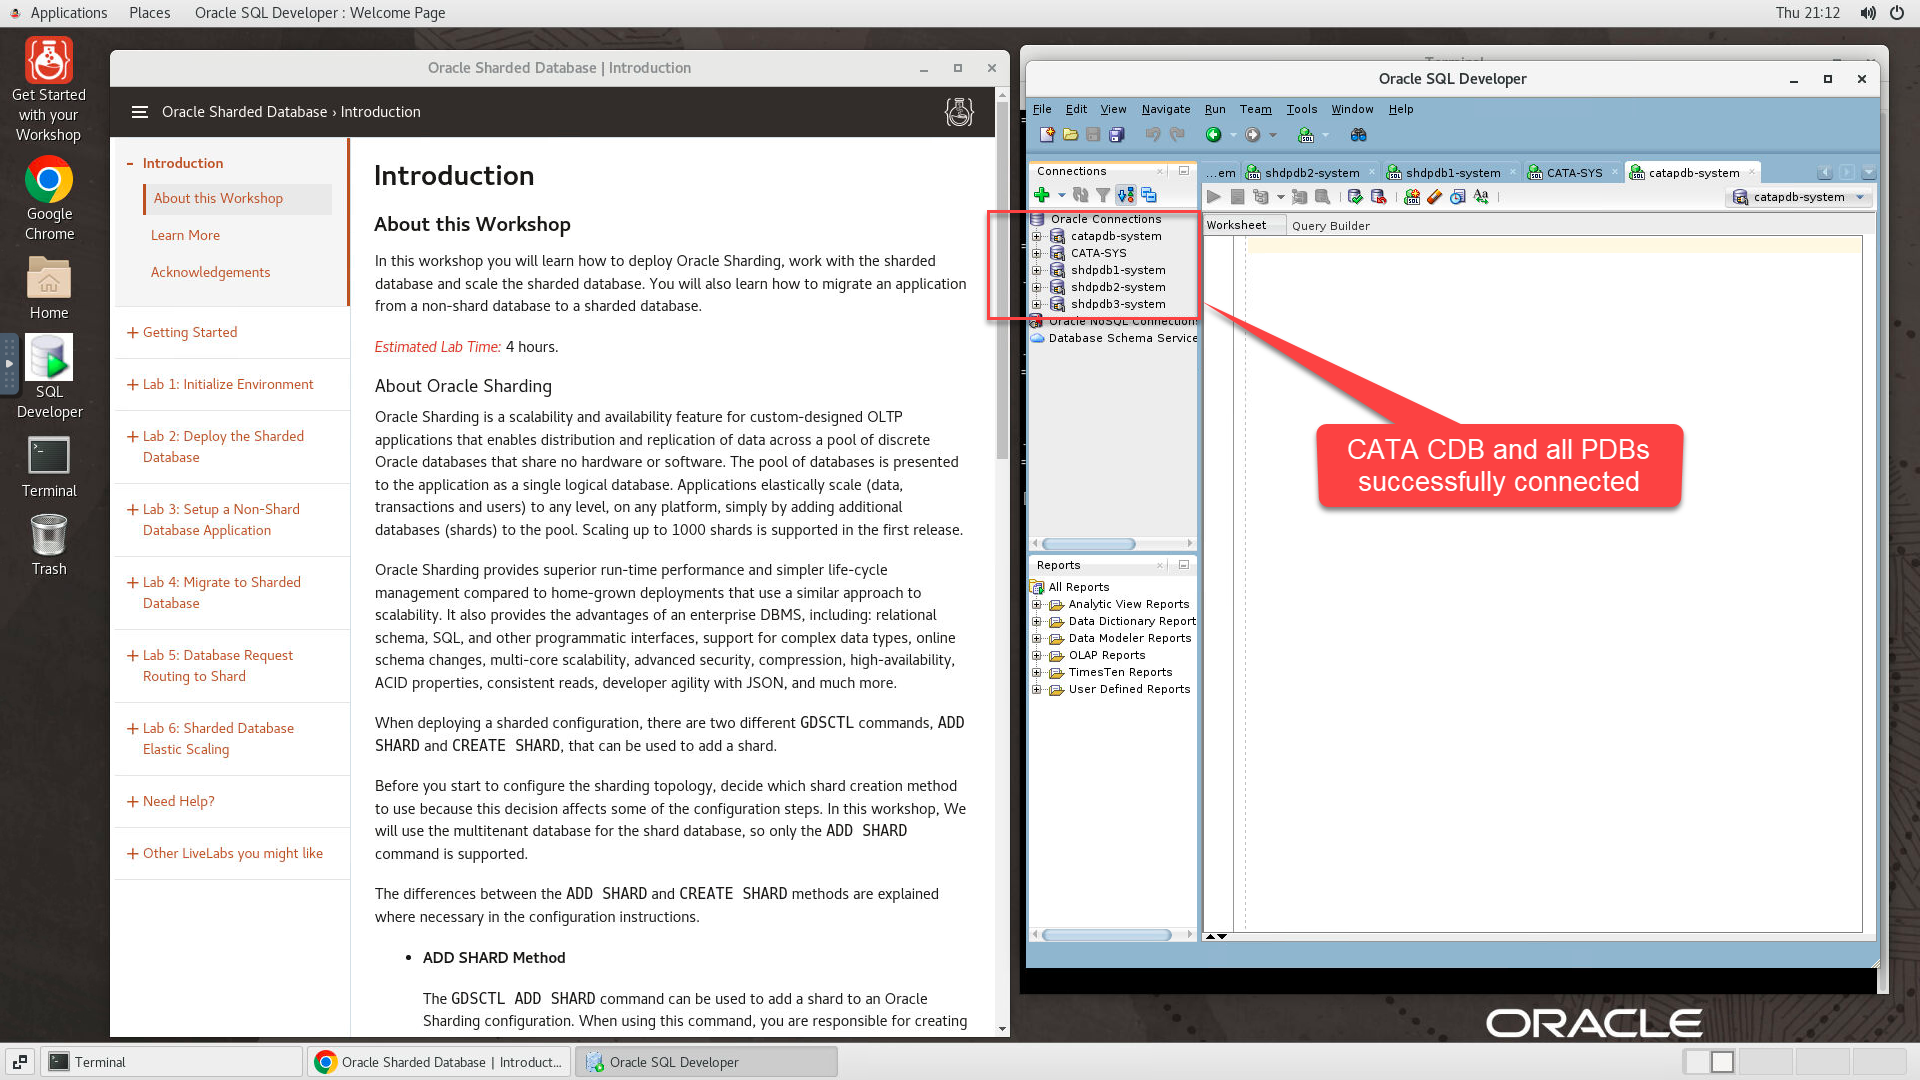 Applications Places Oracle SQL Developer : Welcome Page Thu 21:12
Get Started
with your
Workshop
Google
Chrome
Home
SQL
Developer
Terminal
Trash
Oracle Sharded Database | Introduction
Oracle Sharded Database › Introduction
- Introduction
About this Workshop
Learn More
Acknowledgements
+ Getting Started
+ Lab 1: Initialize Environment
+ Lab 2: Deploy the Sharded
Database
+ Lab 3: Setup a Non-Shard
Database Application
+ Lab 4: Migrate to Sharded
Database
+ Lab 5: Database Request
Routing to Shard
+ Lab 6: Sharded Database
Elastic Scaling
+ Need Help?
+ Other LiveLabs you might like
Introduction
About this Workshop
In this workshop you will learn how to deploy Oracle Sharding, work with the sharded
database and scale the sharded database. You will also learn how to migrate an application
from a non-shard database to a sharded database.
Estimated Lab Time: 4 hours.
About Oracle Sharding
Oracle Sharding is a scalability and availability feature for custom-designed OLTP
applications that enables distribution and replication of data across a pool of discrete
Oracle databases that share no hardware or software. The pool of databases is presented
to the application as a single logical database. Applications elastically scale (data,
transactions and users) to any level, on any platform, simply by adding additional
databases (shards) to the pool. Scaling up to 1000 shards is supported in the first release.
Oracle Sharding provides superior run-time performance and simpler life-cycle
management compared to home-grown deployments that use a similar approach to
scalability. It also provides the advantages of an enterprise DBMS, including: relational
schema, SQL, and other programmatic interfaces, support for complex data types, online
schema changes, multi-core scalability, advanced security, compression, high-availability,
ACID properties, consistent reads, developer agility with JSON, and much more.
When deploying a sharded configuration, there are two different GDSCTL commands, ADD
SHARD and CREATE SHARD, that can be used to add a shard.
Before you start to configure the sharding topology, decide which shard creation method
to use because this decision affects some of the configuration steps. In this workshop, We
will use the multitenant database for the shard database, so only the ADD SHARD
command is supported.
The differences between the ADD SHARD and CREATE SHARD methods are explained
where necessary in the configuration instructions.
• ADD SHARD Method
The GDSCTL ADD SHARD command can be used to add a shard to an Oracle
Sharding configuration. When using this command, you are responsible for creating
Oracle SQL Developer
File Edit View Navigate Run Team Tools Window Help
Connections
...em shdpdb2-system shdpdb1-system CATA-SYS catapdb-system
catapdb-system
Worksheet Query Builder
Oracle Connections
catapdb-system
CATA-SYS
shdpdb1-system
shdpdb2-system
shdpdb3-system
Oracle NoSQL Connections
Database Schema Service
CATA CDB and all PDBs
successfully connected
Reports
All Reports
Analytic View Reports
Data Dictionary Report
Data Modeler Reports
OLAP Reports
TimesTen Reports
User Defined Reports
ORACLE
Terminal
Oracle Sharded Database | Introduct...
Oracle SQL Developer